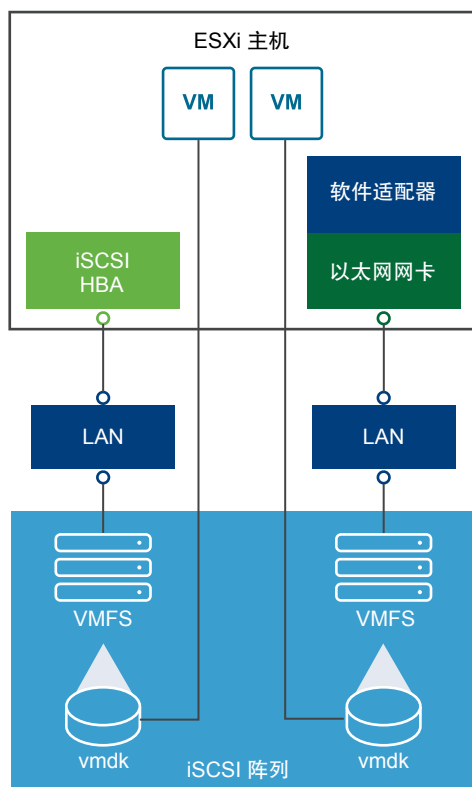 ESXi 主机
VM
VM
软件适配器
iSCSI
HBA
以太网网卡
LAN
LAN
VMFS
VMFS
vmdk
vmdk
iSCSI 阵列